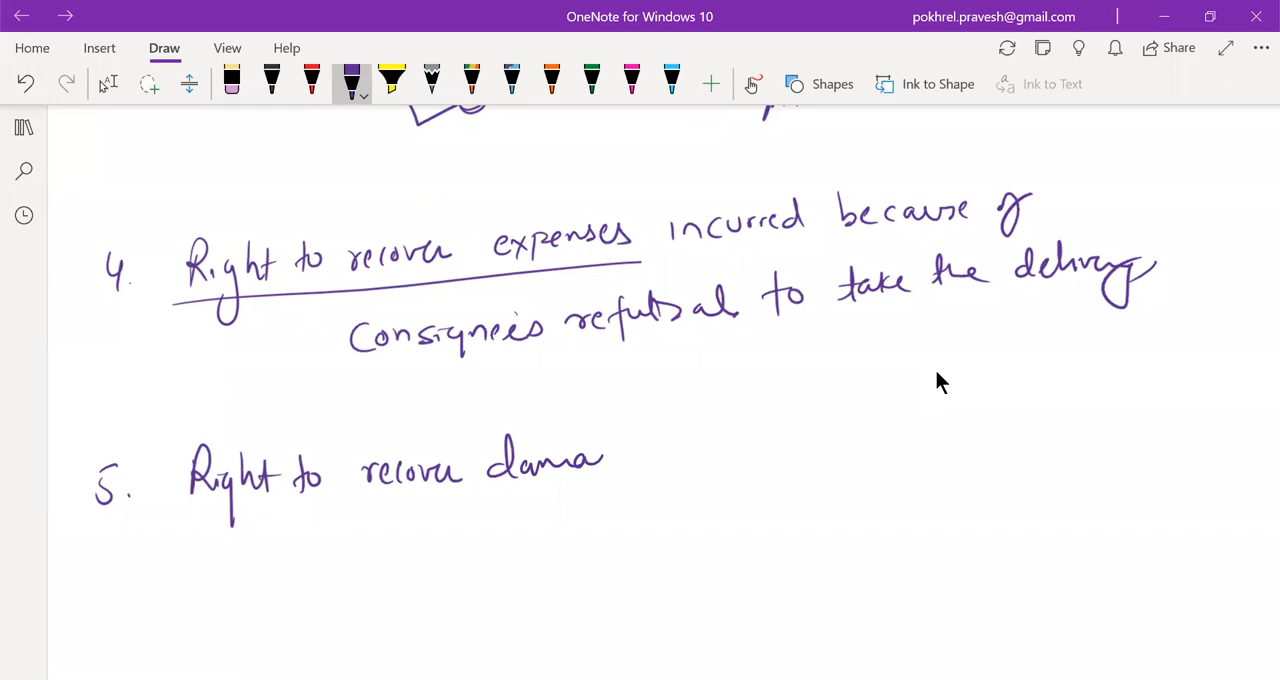 OneNote for Windows 10
pokhrel.pravesh@gmail.com
Home Insert Draw View Help
Share
Shapes Ink to Shape Ink to Text
4. Right to recover expenses incurred because of
Consignee's refutsal to take the delivery
5. Right to recover dama